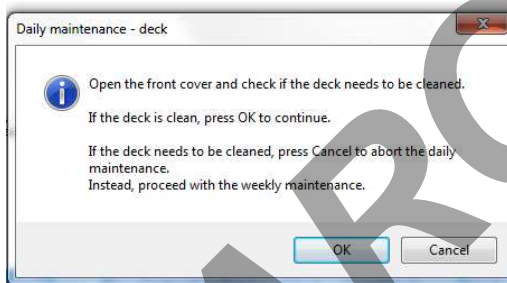 Daily maintenance - deck
Open the front cover and check if the deck needs to be cleaned.
If the deck is clean, press OK to continue.
If the deck needs to be cleaned, press Cancel to abort the daily
maintenance.
Instead, proceed with the weekly maintenance.
OK
Cancel